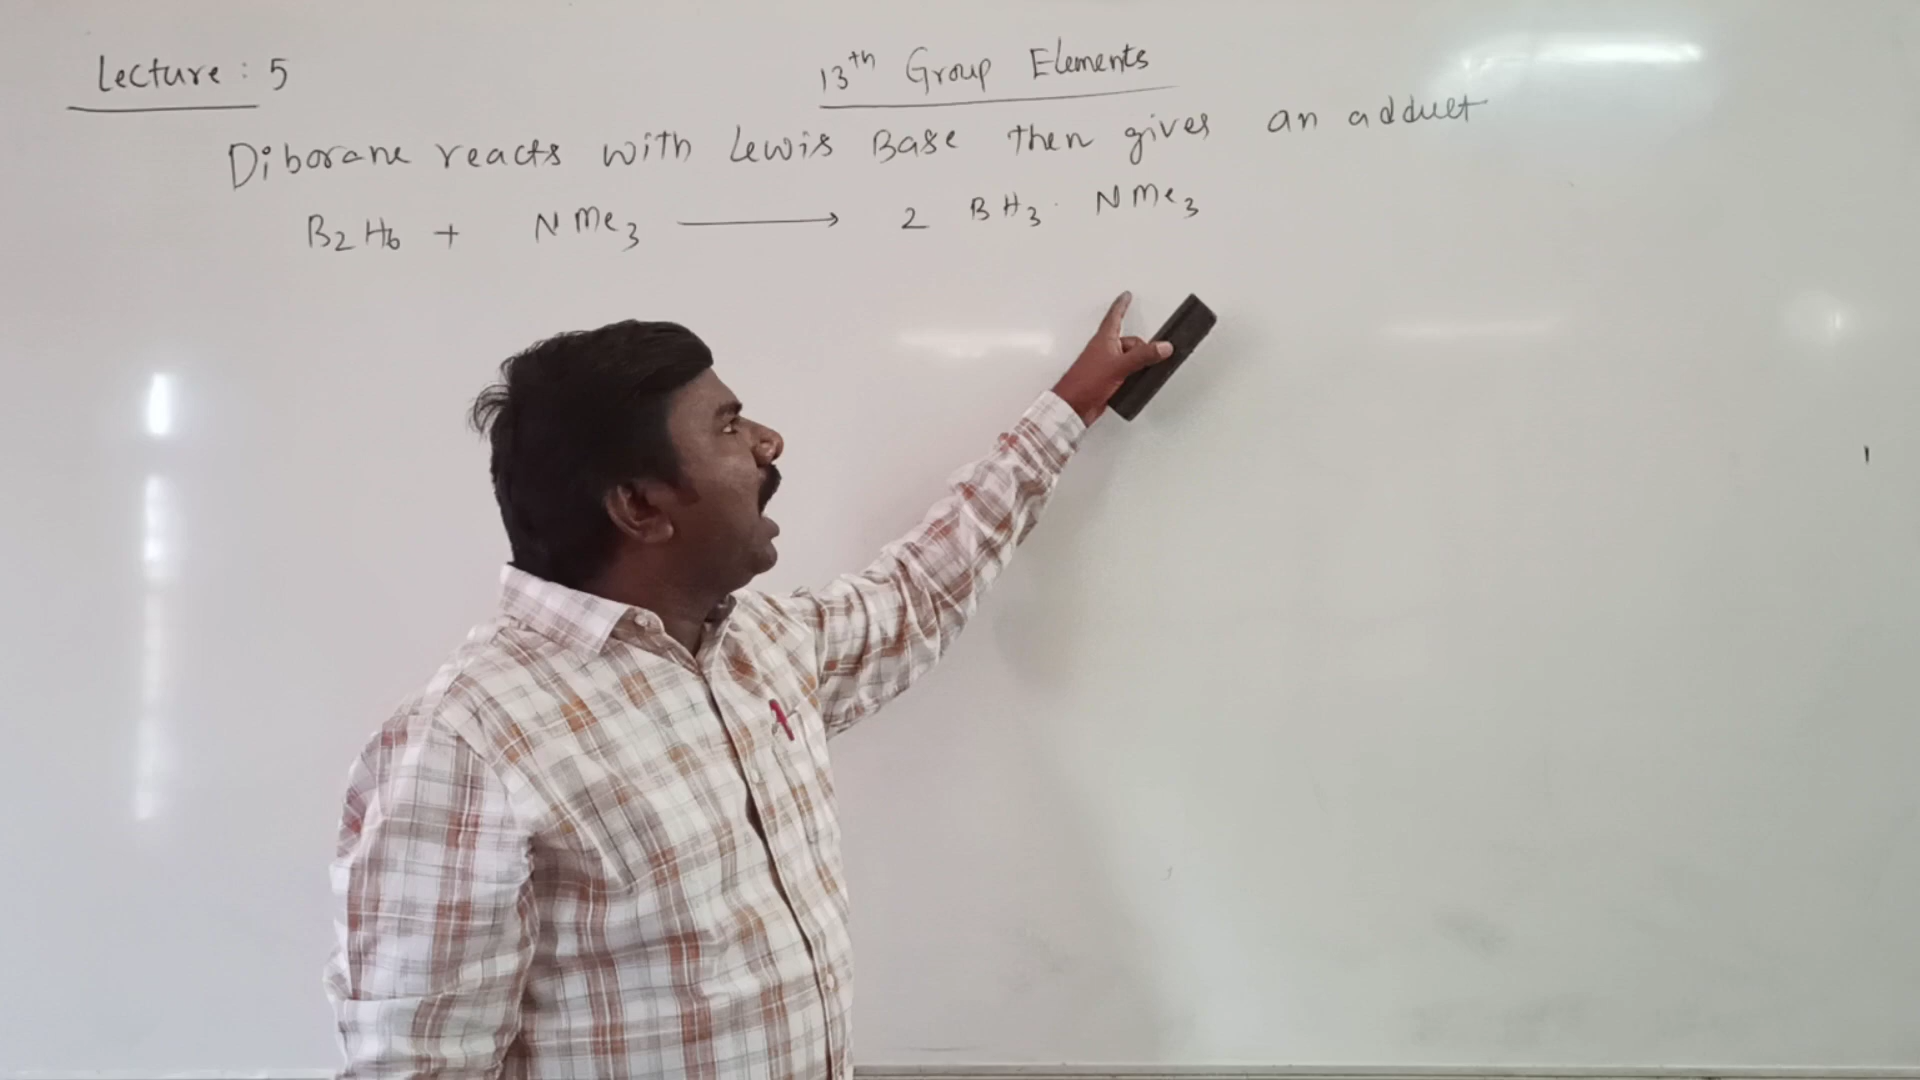 Lecture : 5
13th Group Elements
Diborane reacts with Lewis Base then gives an adduct
B2H6 + NMe3 ⟶ 2 BH3 · NMe3